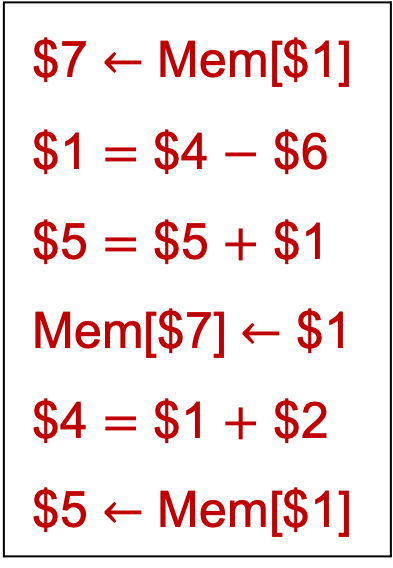 $7 ← Mem[$1]
$1 = $4 − $6
$5 = $5 + $1
Mem[$7] ← $1
$4 = $1 + $2
$5 ← Mem[$1]